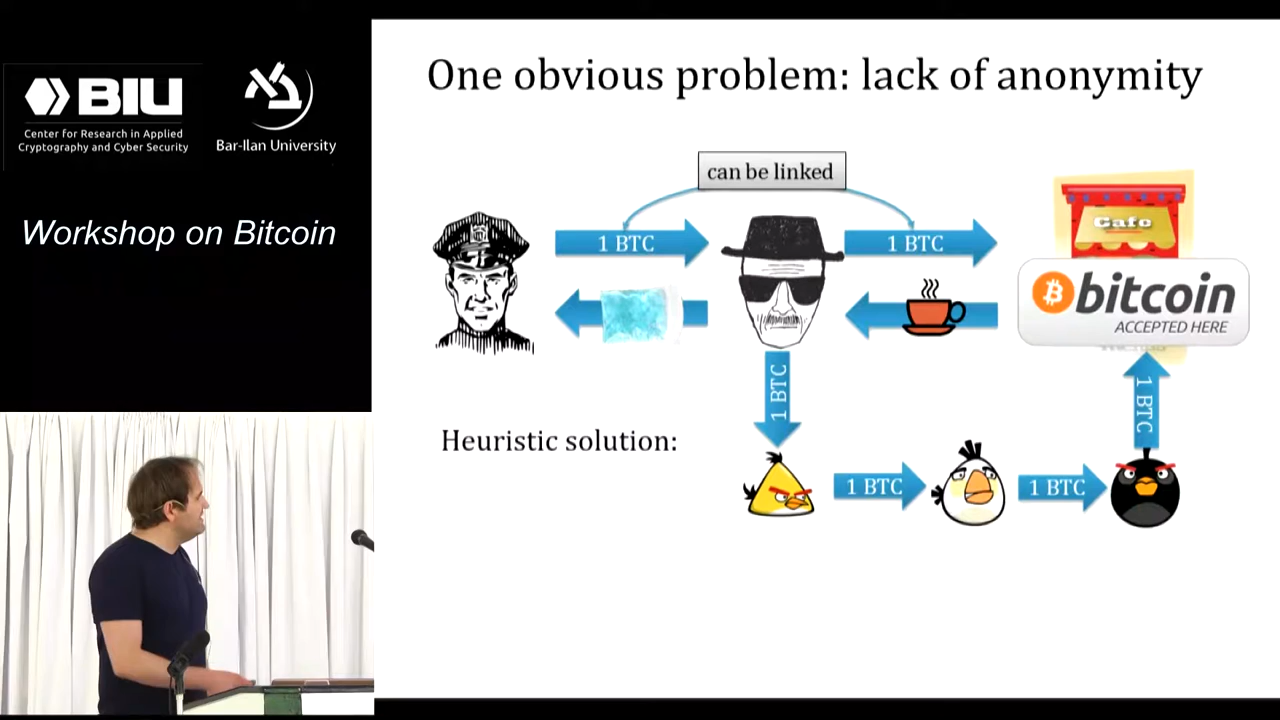 BIU
Center for Research in Applied
Cryptography and Cyber Security
Bar-Ilan University
Workshop on Bitcoin
One obvious problem: lack of anonymity
can be linked
1 BTC
1 BTC
Cafe
bitcoin
ACCEPTED HERE
1 BTC
1 BTC
Heuristic solution:
1 BTC
1 BTC